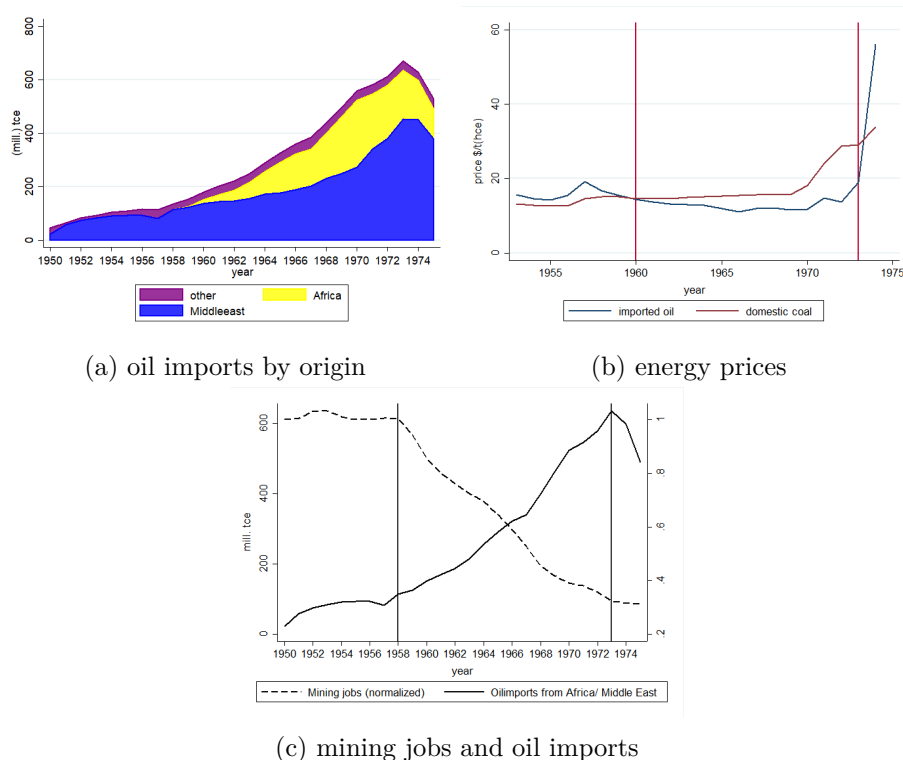 (mill.) tce
0 200 400 600 800
1950 1952 1954 1956 1958 1960 1962 1964 1966 1968 1970 1972 1974
year
other Africa
Middleeast
(a) oil imports by origin
price $/t(hce)
0 20 40 60
1955 1960 1965 1970 1975
year
imported oil domestic coal
(b) energy prices
mill. tce
0 200 400 600
.2 .4 .6 .8 1
1950 1952 1954 1956 1958 1960 1962 1964 1966 1968 1970 1972 1974
year
Mining jobs (normalized) Oilimports from Africa/ Middle East
(c) mining jobs and oil imports